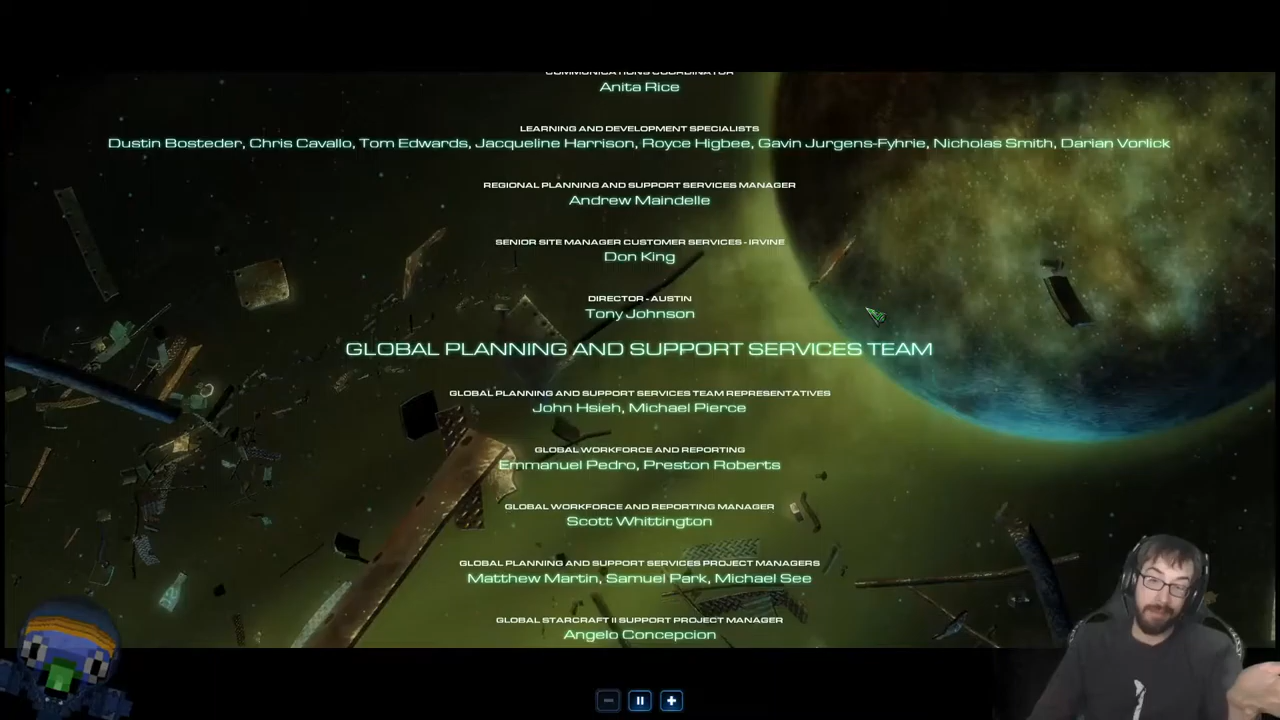 COMMUNICATIONS COORDINATOR
Anita Rice
LEARNING AND DEVELOPMENT SPECIALISTS
Dustin Bosteder, Chris Cavallo, Tom Edwards, Jacqueline Harrison, Royce Higbee, Gavin Jurgens-Fyhrie, Nicholas Smith, Darian Vorlick
REGIONAL PLANNING AND SUPPORT SERVICES MANAGER
Andrew Maindelle
SENIOR SITE MANAGER CUSTOMER SERVICES - IRVINE
Don King
DIRECTOR - AUSTIN
Tony Johnson
GLOBAL PLANNING AND SUPPORT SERVICES TEAM
GLOBAL PLANNING AND SUPPORT SERVICES TEAM REPRESENTATIVES
John Hsieh, Michael Pierce
GLOBAL WORKFORCE AND REPORTING
Emmanuel Pedro, Preston Roberts
GLOBAL WORKFORCE AND REPORTING MANAGER
Scott Whittington
GLOBAL PLANNING AND SUPPORT SERVICES PROJECT MANAGERS
Matthew Martin, Samuel Park, Michael See
GLOBAL STARCRAFT II SUPPORT PROJECT MANAGER
Angelo Concepcion